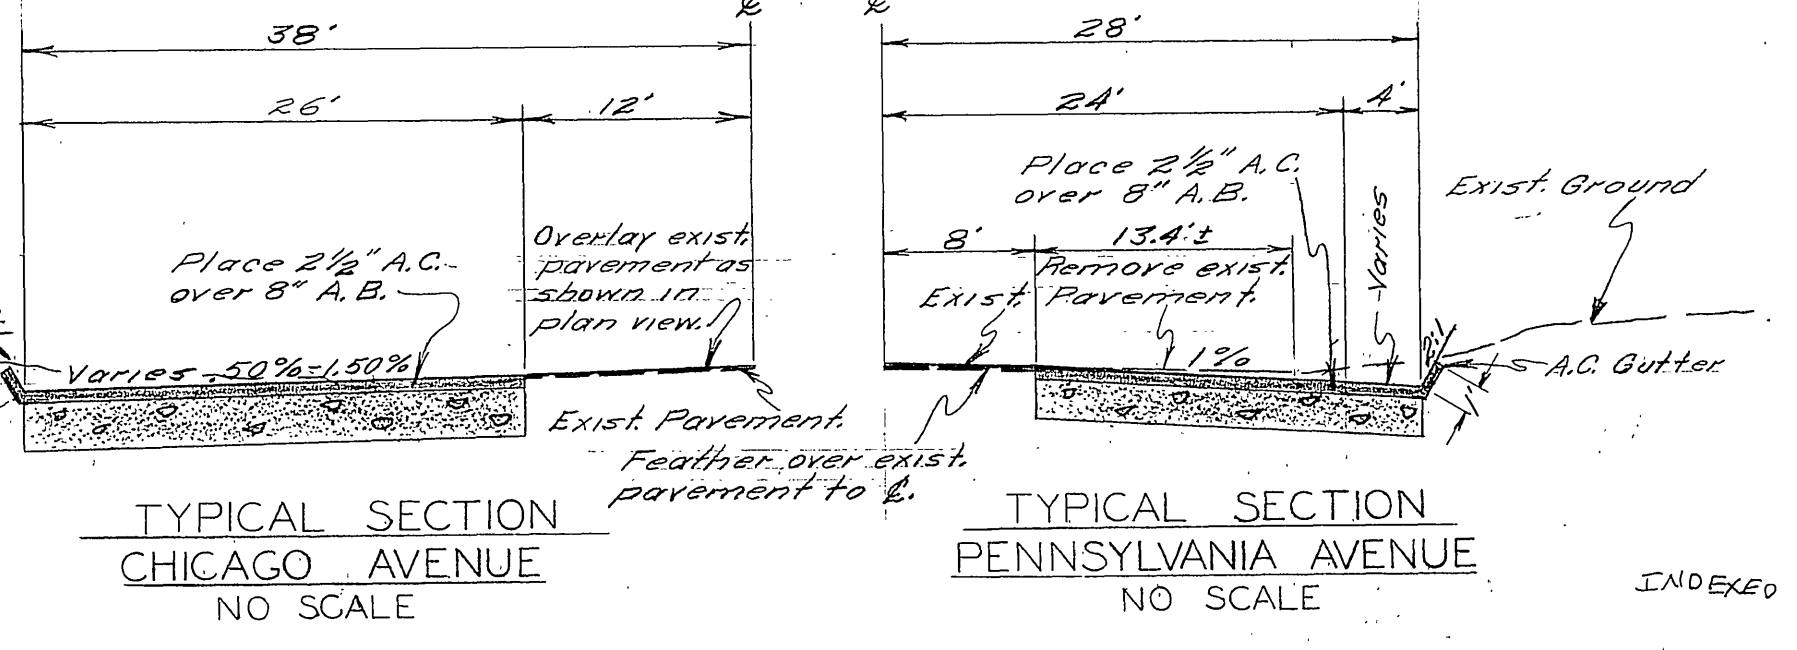 ℄
38'
26'
12'
Place 2½" A.C.
over 8" A.B.
Overlay exist.
pavement as
shown in
plan view.
Varies .50%-1.50%
Exist. Pavement.
Feather over exist.
pavement to ℄.
TYPICAL SECTION
CHICAGO AVENUE
NO SCALE
℄
28'
24'
4'
Place 2½" A.C.
over 8" A.B.
Exist. Ground
8'
13.4'±
Remove exist.
Pavement.
Exist.
Varies
1%
2:1
A.C. Gutter
1'
TYPICAL SECTION
PENNSYLVANIA AVENUE
NO SCALE
INDEXED